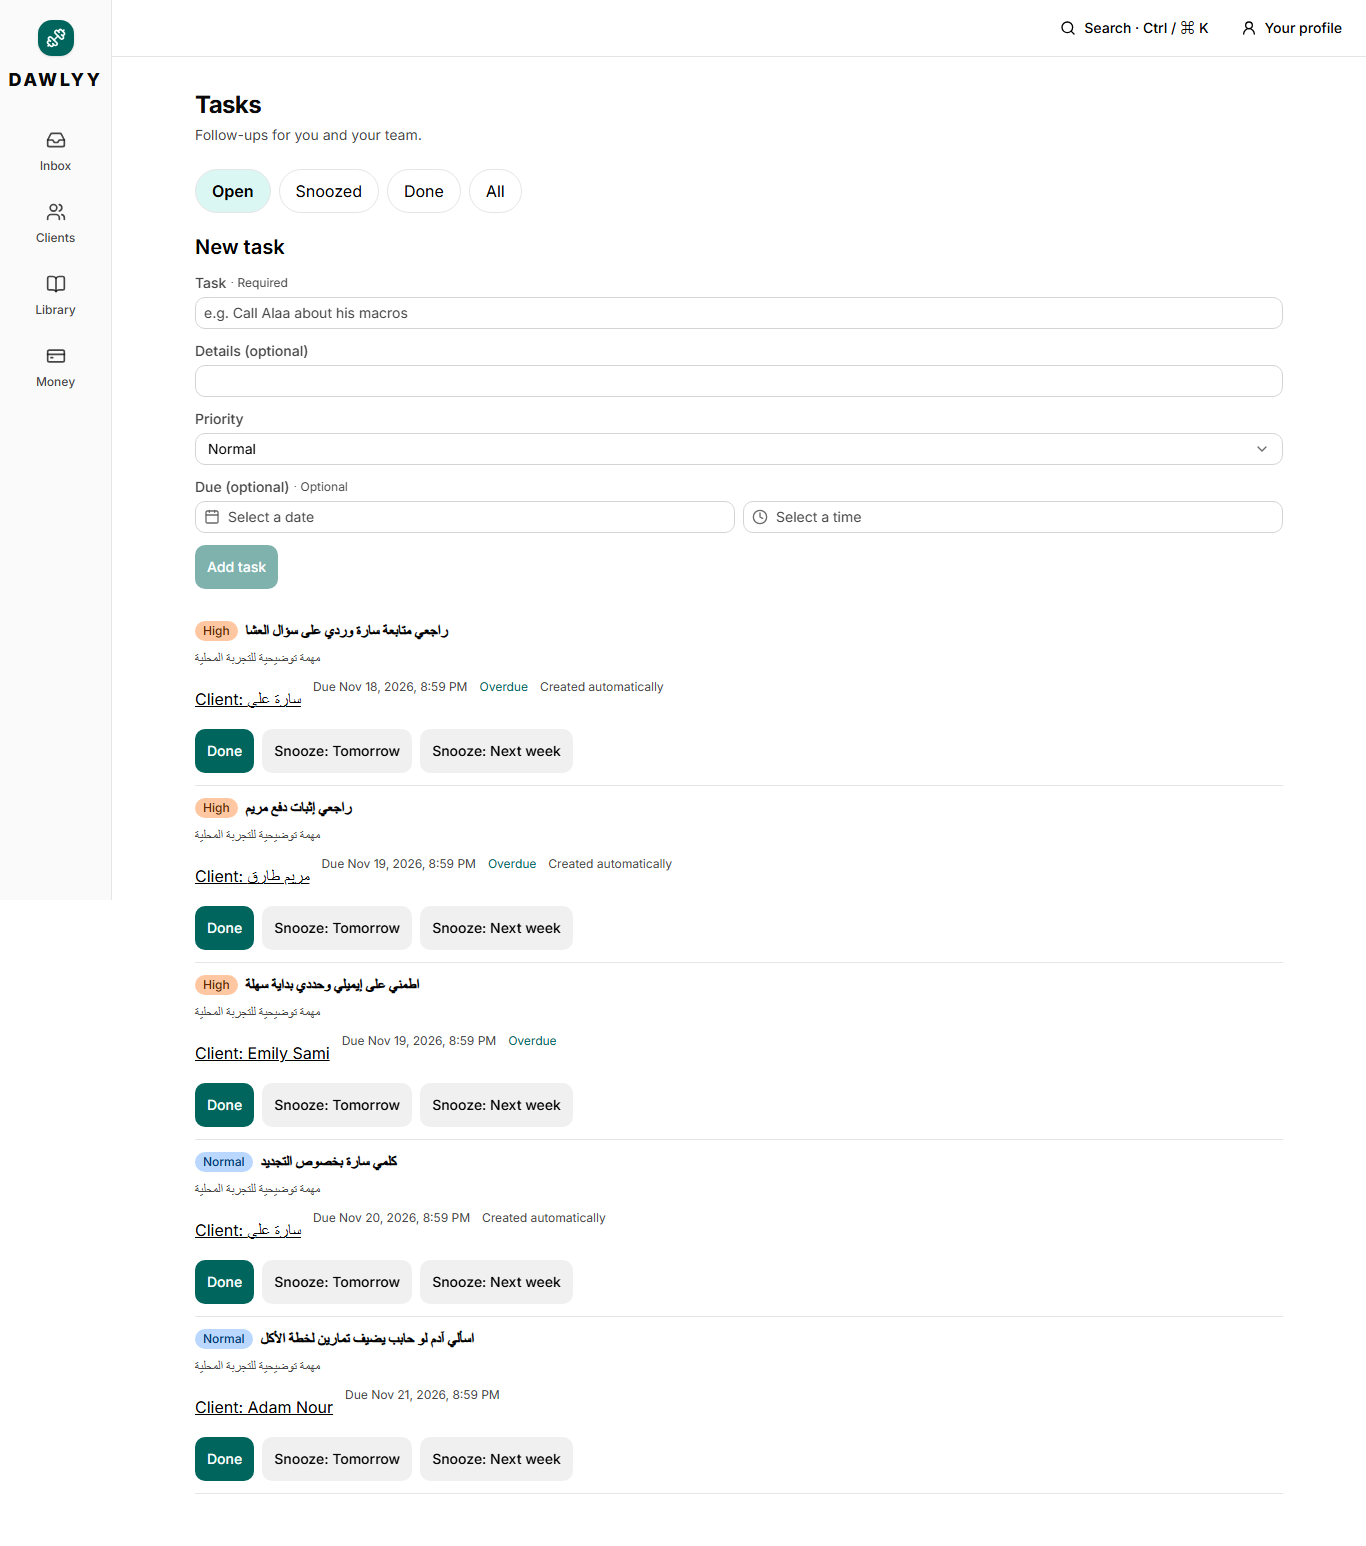 DAWLYY
Inbox
Clients
Library
Money
Search · Ctrl / ⌘ K
Your profile
Tasks
Follow-ups for you and your team.
Open
Snoozed
Done
All
New task
Task · Required
e.g. Call Alaa about his macros
Details (optional)
Priority
Normal
Due (optional) · Optional
Select a date
Select a time
Add task
High راجعي متابعة سارة وردي على سؤال العشا
مهمة توضيحية للتجربة المحلية
Client: سارة علي Due Nov 18, 2026, 8:59 PM Overdue Created automatically
Done Snooze: Tomorrow Snooze: Next week
High راجعي إثبات دفع مريم
مهمة توضيحية للتجربة المحلية
Client: مريم طارق Due Nov 19, 2026, 8:59 PM Overdue Created automatically
Done Snooze: Tomorrow Snooze: Next week
High اطمني على إيميلي وحددي بداية سهلة
مهمة توضيحية للتجربة المحلية
Client: Emily Sami Due Nov 19, 2026, 8:59 PM Overdue
Done Snooze: Tomorrow Snooze: Next week
Normal كلمي سارة بخصوص التجديد
مهمة توضيحية للتجربة المحلية
Client: سارة علي Due Nov 20, 2026, 8:59 PM Created automatically
Done Snooze: Tomorrow Snooze: Next week
Normal اسألي آدم لو حابب يضيف تمارين لخطة الأكل
مهمة توضيحية للتجربة المحلية
Client: Adam Nour Due Nov 21, 2026, 8:59 PM
Done Snooze: Tomorrow Snooze: Next week